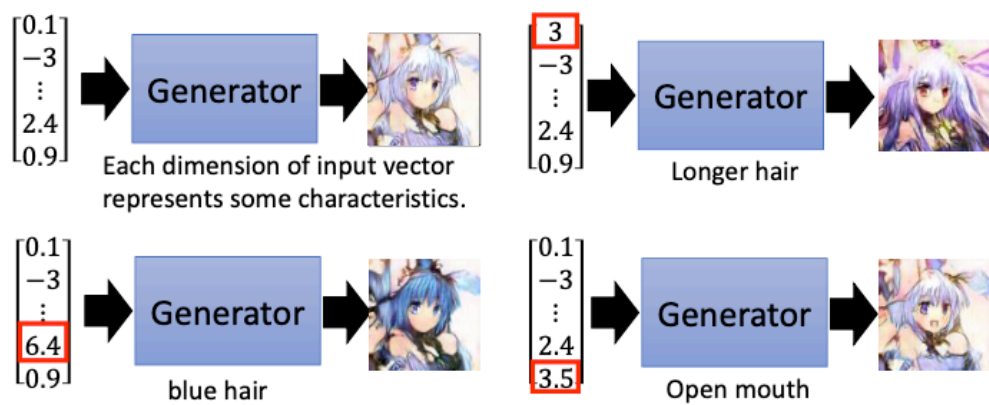 0.1
−3
⋮
2.4
0.9
Generator
Each dimension of input vector
represents some characteristics.
3
−3
⋮
2.4
0.9
Generator
Longer hair
0.1
−3
⋮
6.4
0.9
Generator
blue hair
0.1
−3
⋮
2.4
3.5
Generator
Open mouth